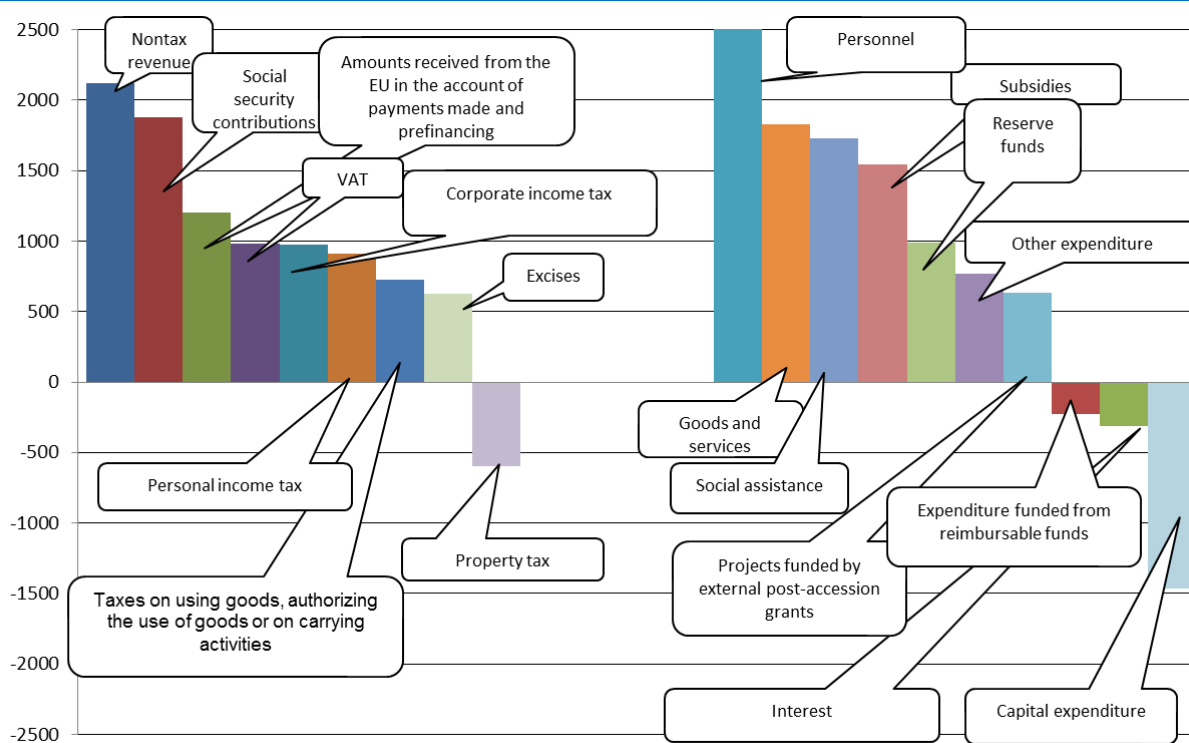 2500
2000
1500
1000
500
0
-500
-1000
-1500
-2000
-2500
Nontax
revenue
Social
security
contributions
Amounts received from the
EU in the account of
payments made and
prefinancing
VAT
Corporate income tax
Excises
Personal income tax
Property tax
Taxes on using goods, authorizing
the use of goods or on carrying
activities
Personnel
Subsidies
Reserve
funds
Other expenditure
Goods and
services
Social assistance
Expenditure funded from
reimbursable funds
Projects funded by
external post-accession
grants
Interest
Capital expenditure